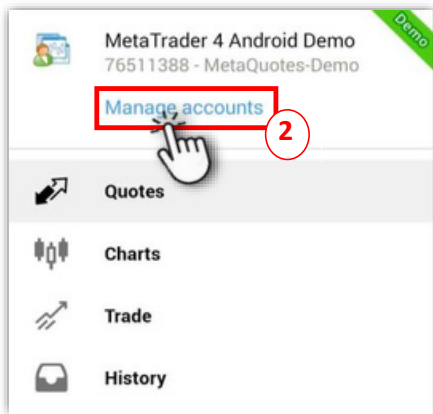 MetaTrader 4 Android Demo
Demo
76511388 - MetaQuotes-Demo
Manage accounts
2
Quotes
Charts
Trade
History